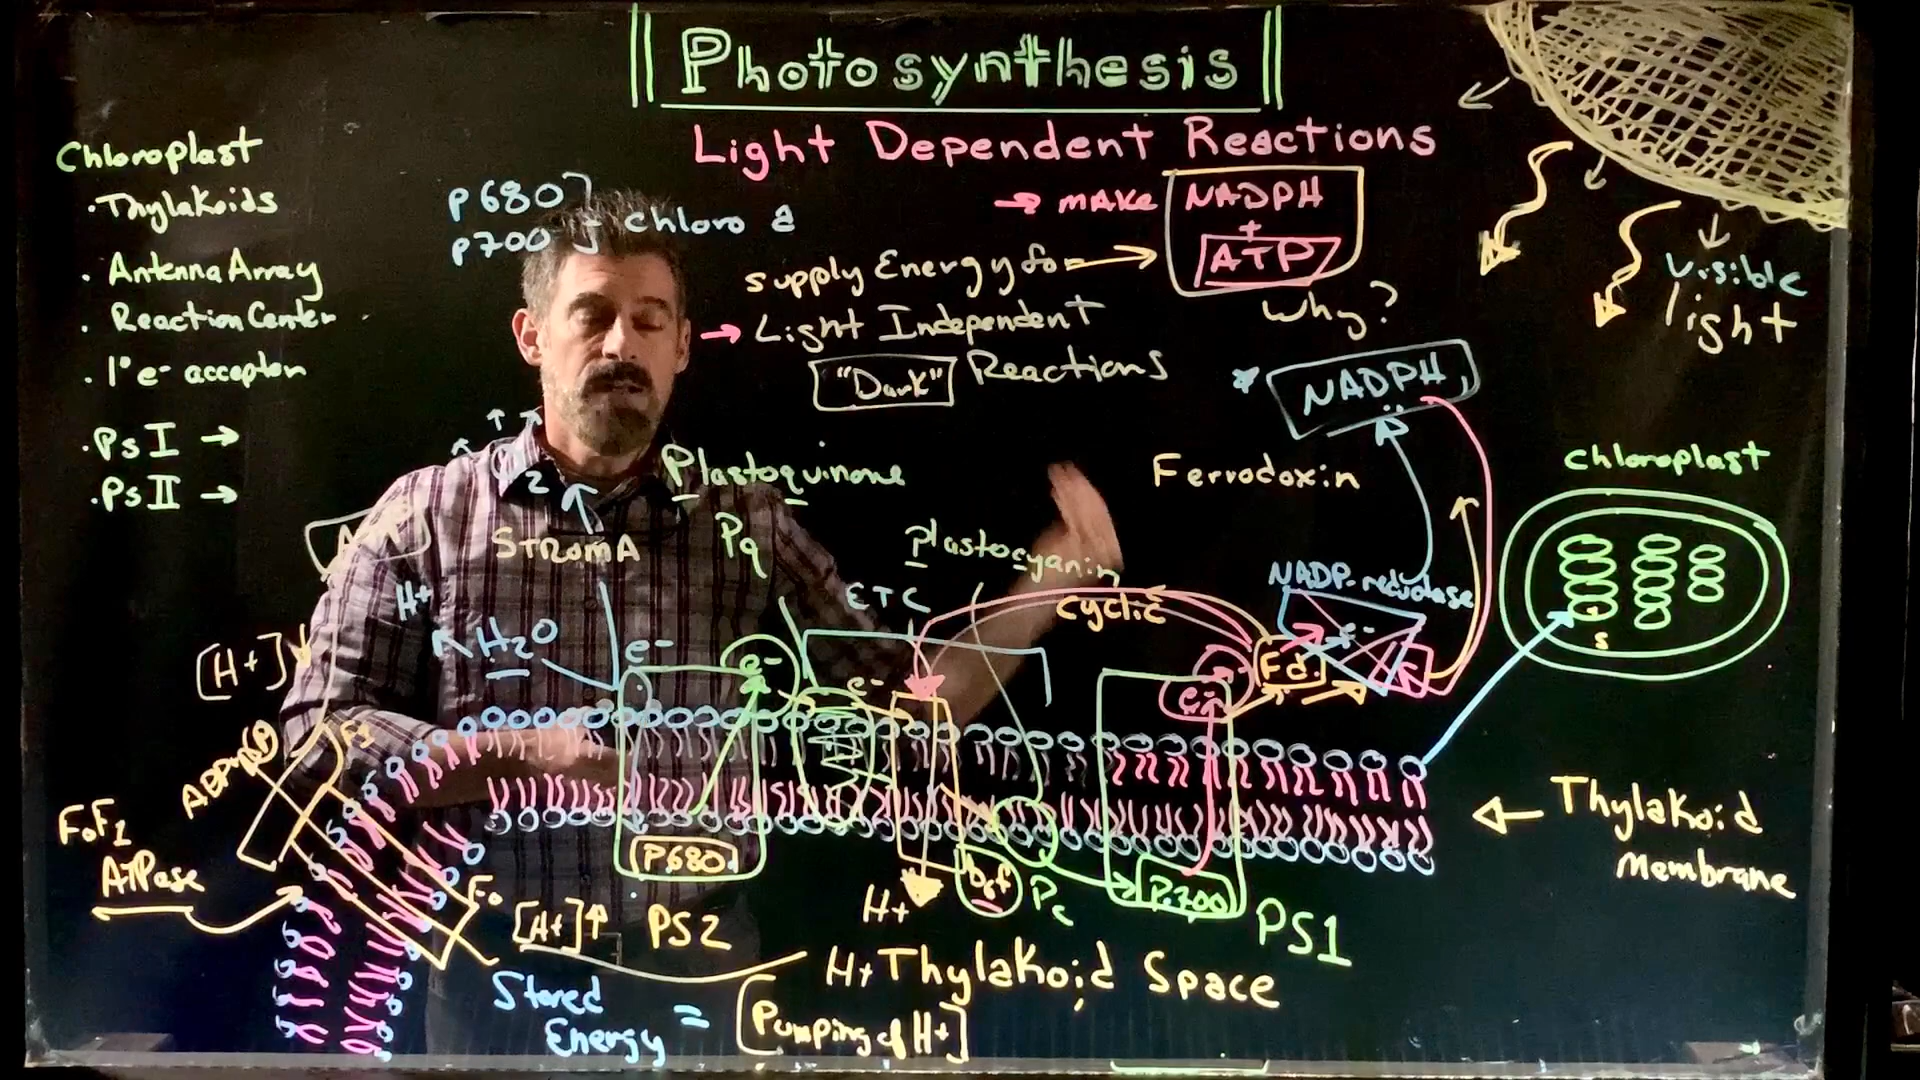 Photosynthesis
Light Dependent Reactions
→ make NADPH
+
ATP
supply Energy for →
Why?
→ Light Independent
"Dark" Reactions
Chloroplast
· Thylakoids
· Antenna Array
· Reaction Center
· 1° e- acceptor
· Ps I →
· Ps II →
P680
P700
chloro a
visible
light
NADPH
Plastoquinone
Pq
Ferrodoxin
Plastocyanin
ETC
cyclic
NADP-reductase
Chloroplast
s
STROMA
H+
H2O
e-
e-
e-
e-
e-
Fd.
[H+]↓
F1
F0F1
ATPase
F0
P680
PS2
[H+]↑
H+
b6f
Pc
P700
PS1
← Thylakoid
Membrane
H+ Thylakoid Space
Stored
Energy = [Pumping of H+]